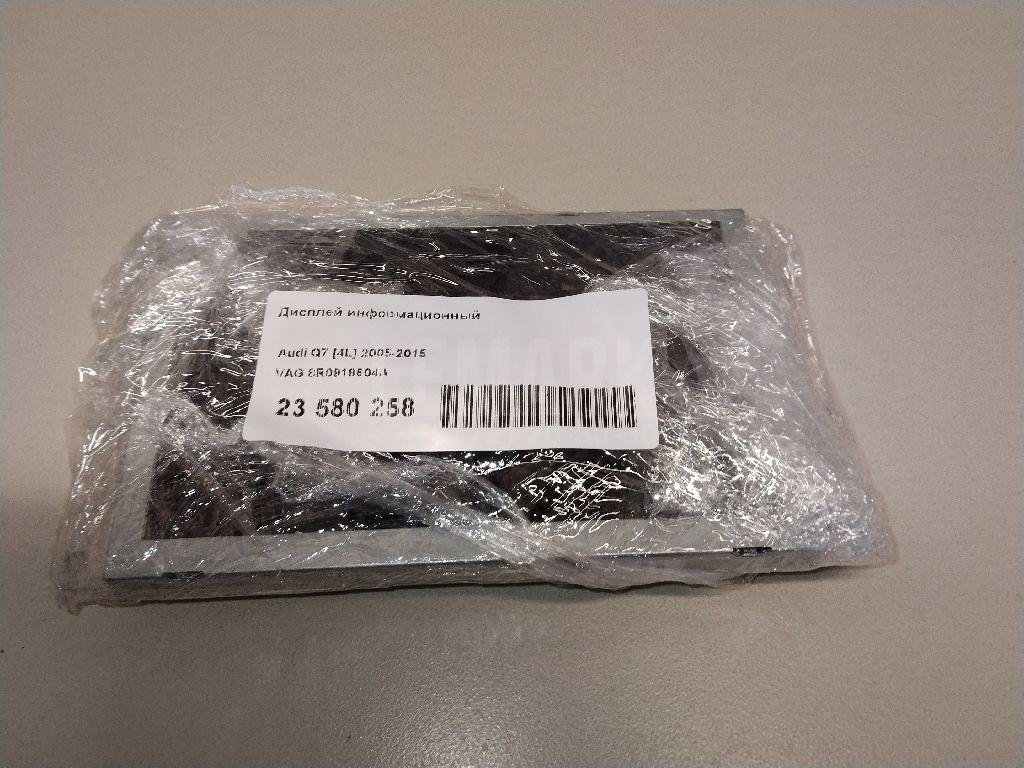 Дисплей информационный
Audi Q7 [4L] 2005-2015
VAG 8R0919604A
23 580 258